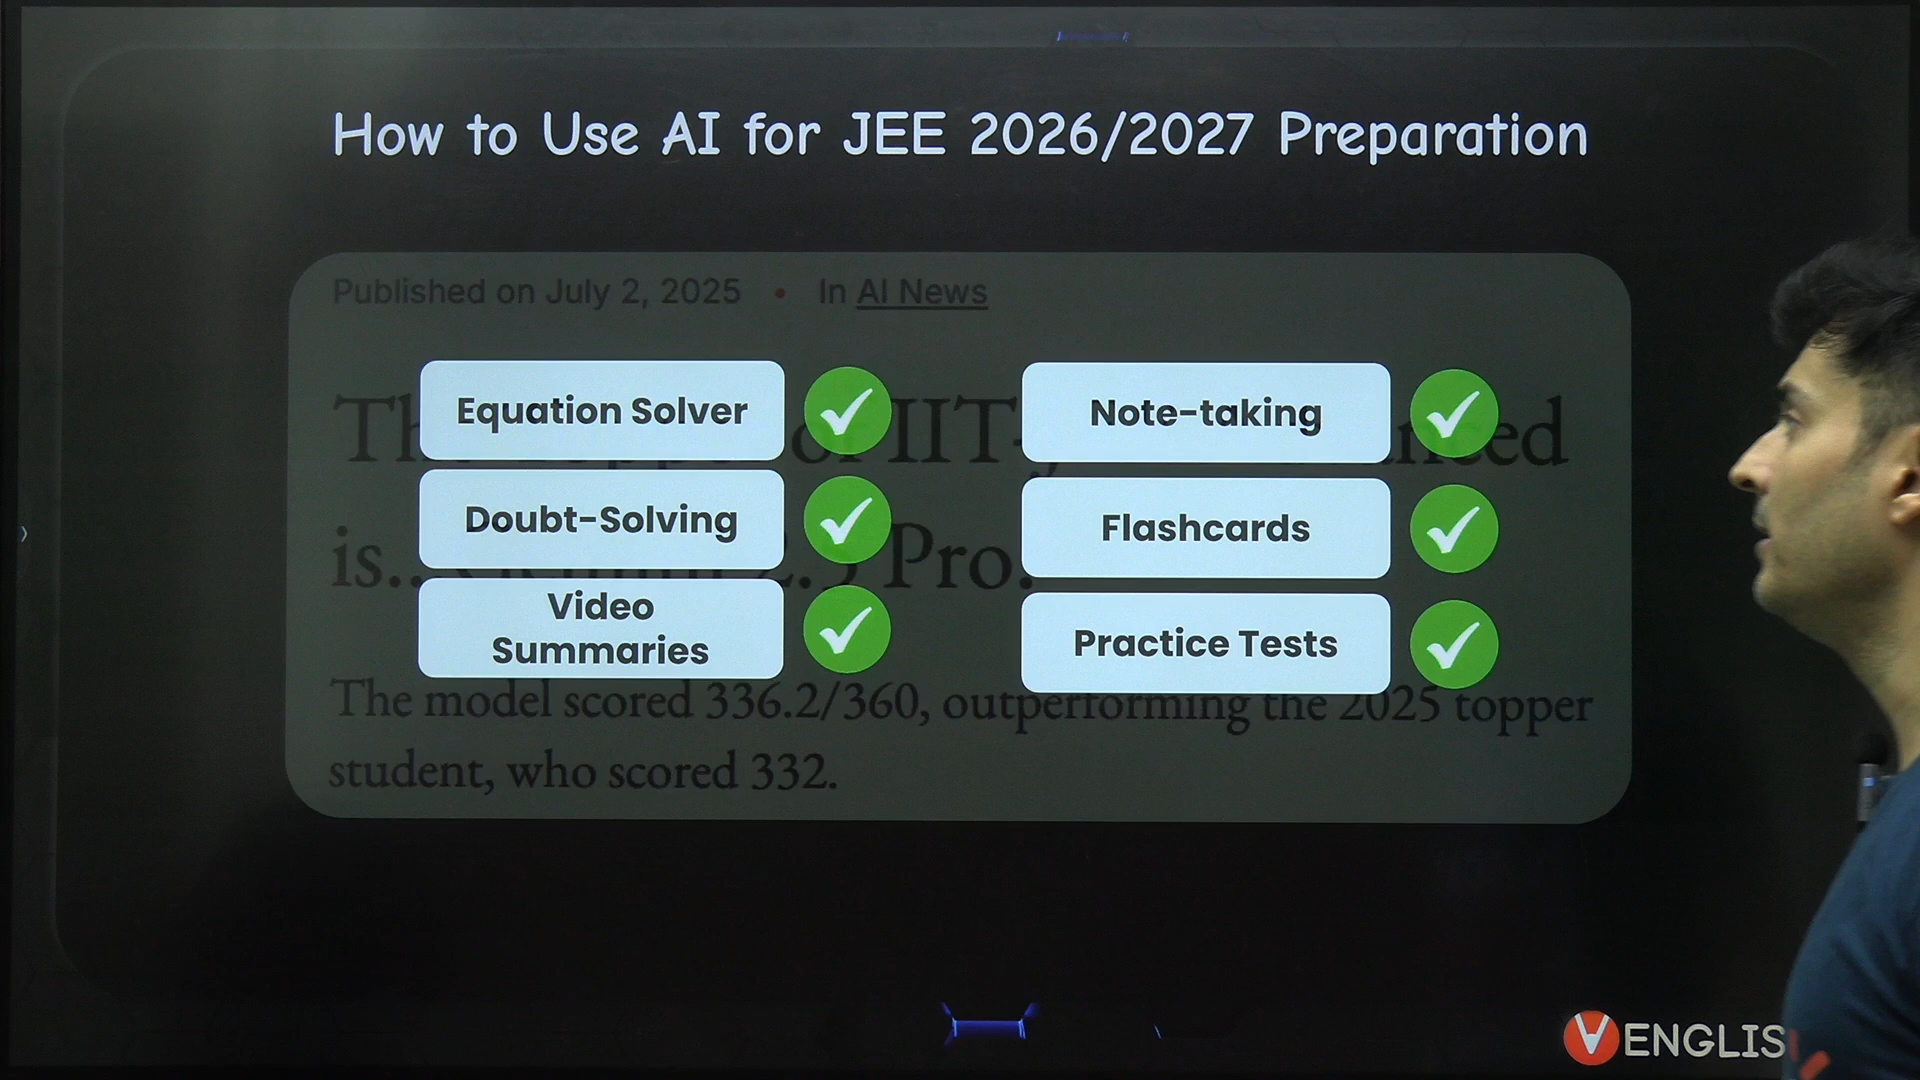 How to Use AI for JEE 2026/2027 Preparation
Published on July 2, 2025 • In AI News
Equation Solver
Note-taking
Doubt-Solving
Flashcards
Video
Summaries
Practice Tests
is..
Pro.
The model scored 336.2/360, outperforming the 2025 topper
student, who scored 332.
ENGLIS